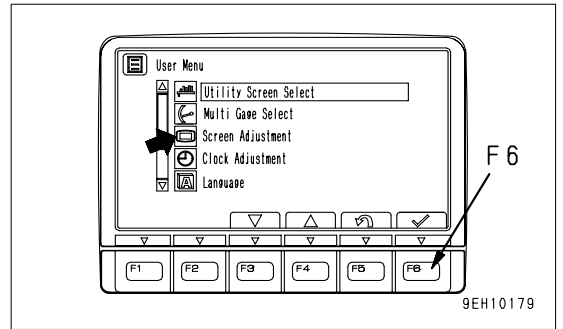 User Menu
Utility Screen Select
Multi Gage Select
Screen Adjustment
Clock Adjustment
A Language
F6
F1 F2 F3 F4 F5 F6
9EH10179